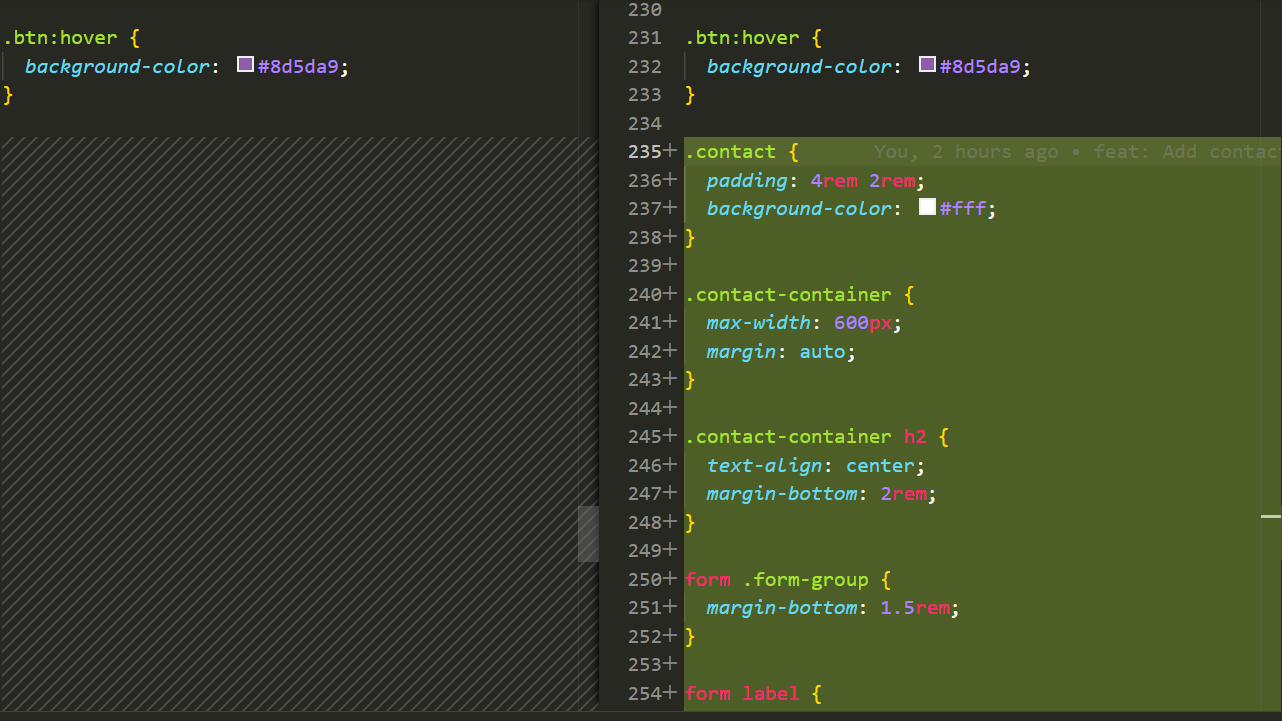 .btn:hover {
background-color: #8d5da9;
}
230
231 .btn:hover {
232 background-color: #8d5da9;
233 }
234
235+ .contact { You, 2 hours ago • feat: Add contac
236+ padding: 4rem 2rem;
237+ background-color: #fff;
238+ }
239+
240+ .contact-container {
241+ max-width: 600px;
242+ margin: auto;
243+ }
244+
245+ .contact-container h2 {
246+ text-align: center;
247+ margin-bottom: 2rem;
248+ }
249+
250+ form .form-group {
251+ margin-bottom: 1.5rem;
252+ }
253+
254+ form label {